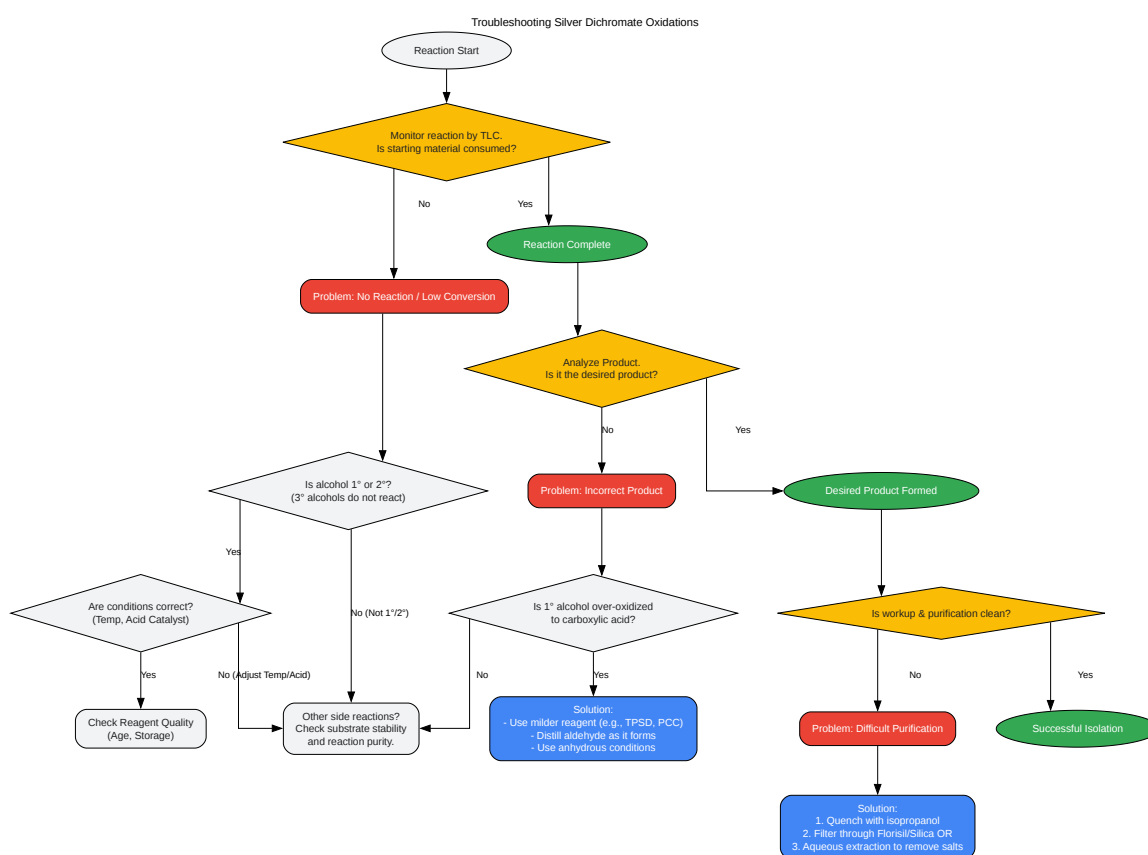 Troubleshooting Silver Dichromate Oxidations
Reaction Start
Monitor reaction by TLC.
Is starting material consumed?
No
Yes
Reaction Complete
Problem: No Reaction / Low Conversion
Analyze Product.
Is it the desired product?
No
Yes
Is alcohol 1° or 2°?
(3° alcohols do not react)
Problem: Incorrect Product
Desired Product Formed
Yes
Are conditions correct?
(Temp, Acid Catalyst)
No (Not 1°/2°)
Is 1° alcohol over-oxidized
to carboxylic acid?
Is workup & purification clean?
Yes
No (Adjust Temp/Acid)
No
Yes
No
Yes
Check Reagent Quality
(Age, Storage)
Other side reactions?
Check substrate stability
and reaction purity.
Solution:
- Use milder reagent (e.g., TPSD, PCC)
- Distill aldehyde as it forms
- Use anhydrous conditions
Problem: Difficult Purification
Successful Isolation
Solution:
1. Quench with isopropanol
2. Filter through Florisil/Silica OR
3. Aqueous extraction to remove salts